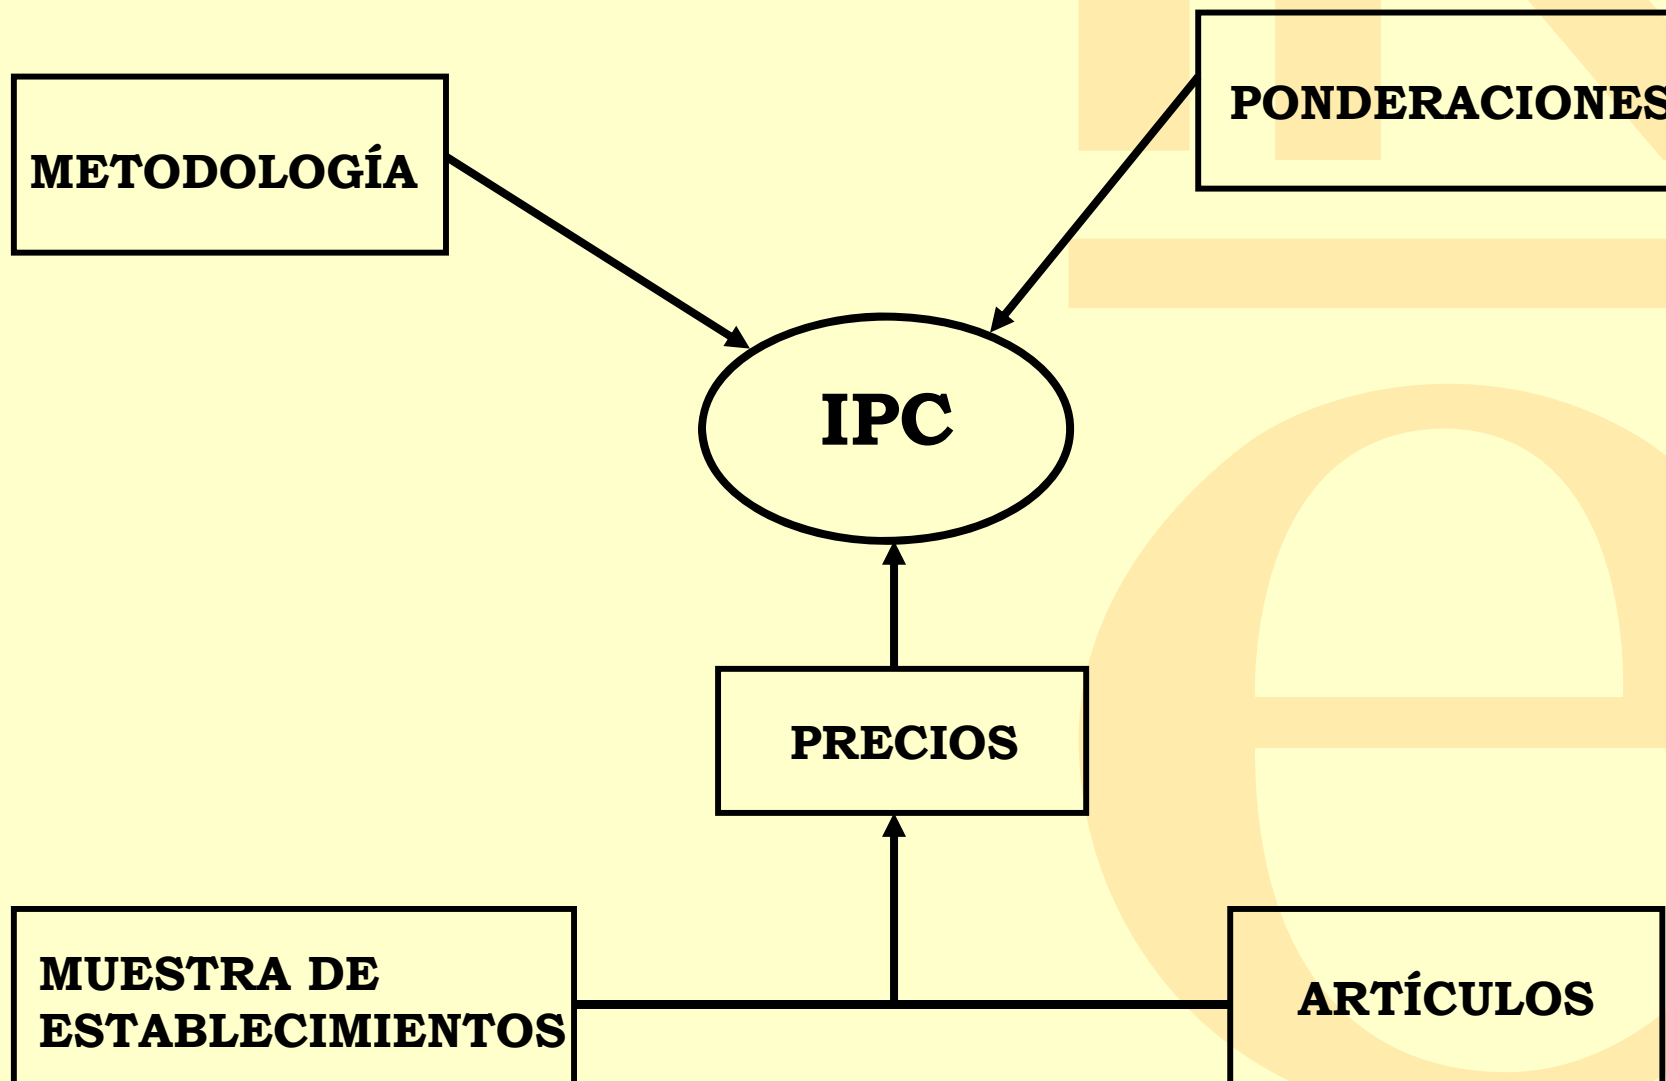 PONDERACIONES
METODOLOGÍA
IPC
PRECIOS
MUESTRA DE
ESTABLECIMIENTOS
ARTÍCULOS